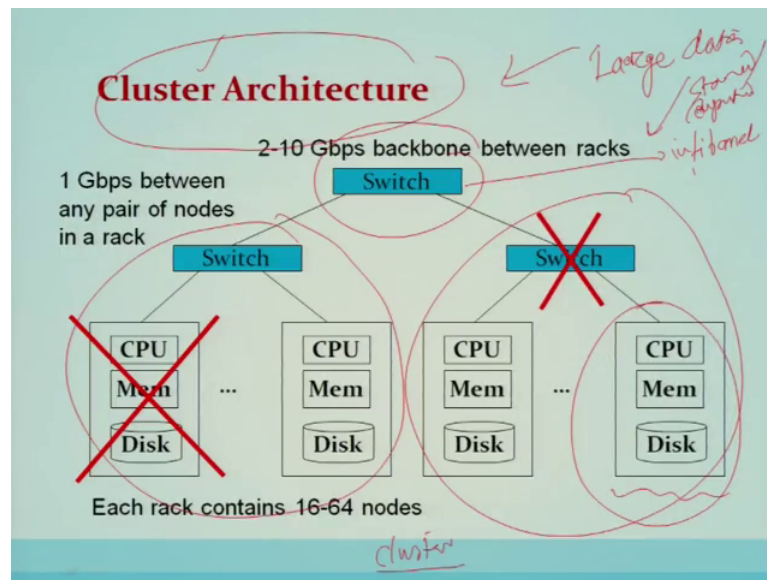 Cluster Architecture
Large data
2-10 Gbps backbone between racks
Switch
1 Gbps between
any pair of nodes
in a rack
Switch
Switch
CPU
Mem
Disk
...
CPU
Mem
Disk
CPU
Mem
Disk
...
CPU
Mem
Disk
Each rack contains 16-64 nodes
cluster